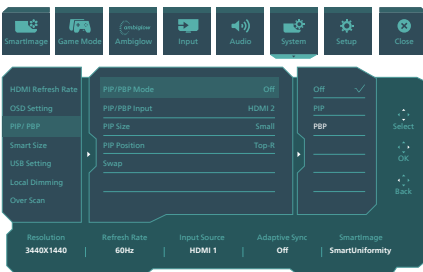 ambiglow
SmartImage Game Mode Ambiglow Input Audio System Setup Close
HDMI Refresh Rate PIP/PBP Mode Off Off
OSD Setting PIP/PBP Input HDMI 2 PIP
PIP/ PBP PIP Size Small PBP Select
Smart Size PIP Position Top-R
USB Setting Swap OK
Local Dimming
Over Scan Back
Resolution Refresh Rate Input Source Adaptive Sync SmartImage
3440X1440 60Hz HDMI 1 Off SmartUniformity